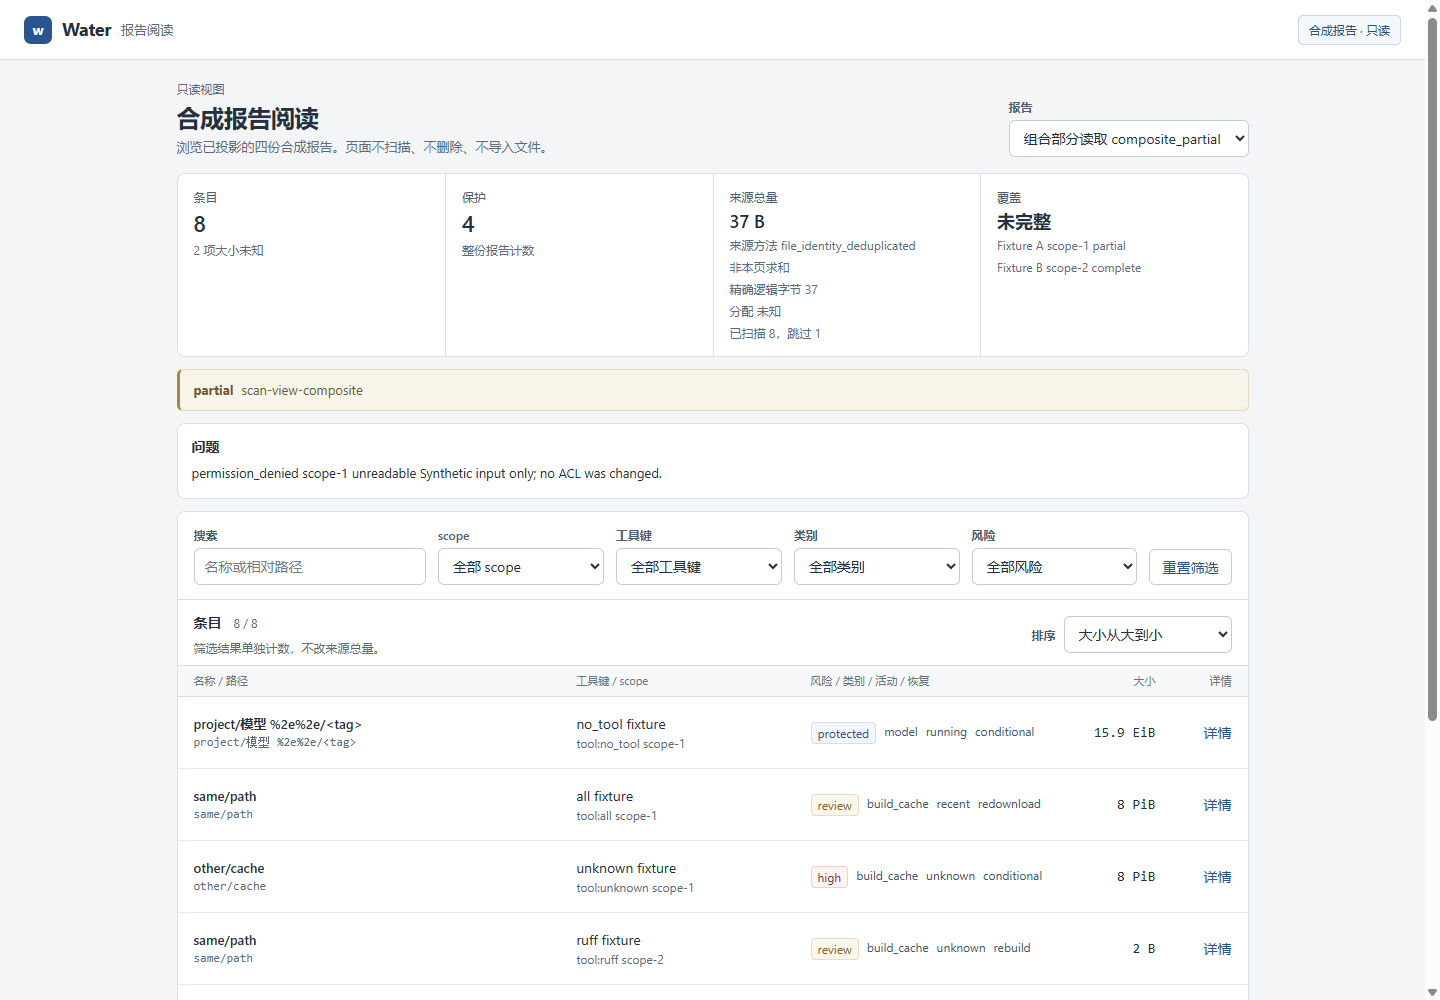 w Water 报告阅读
合成报告 · 只读
只读视图
合成报告阅读
浏览已投影的四份合成报告。页面不扫描、不删除、不导入文件。
报告
组合部分读取 composite_partial
条目
8
2 项大小未知
保护
4
整份报告计数
来源总量
37 B
来源方法 file_identity_deduplicated
非本页求和
精确逻辑字节 37
分配 未知
已扫描 8，跳过 1
覆盖
未完整
Fixture A scope-1 partial
Fixture B scope-2 complete
partial scan-view-composite
问题
permission_denied scope-1 unreadable Synthetic input only; no ACL was changed.
搜索 scope 工具键 类别 风险
名称或相对路径 全部 scope 全部工具键 全部类别 全部风险 重置筛选
条目 8 / 8
筛选结果单独计数，不改来源总量。
排序 大小从大到小
名称 / 路径 工具键 / scope 风险 / 类别 / 活动 / 恢复 大小 详情
project/模型 %2e%2e/<tag> no_tool fixture
project/模型 %2e%2e/<tag> tool:no_tool scope-1
protected model running conditional 15.9 EiB 详情
same/path all fixture
same/path tool:all scope-1
review build_cache recent redownload 8 PiB 详情
other/cache unknown fixture
other/cache tool:unknown scope-1
high build_cache unknown conditional 8 PiB 详情
same/path ruff fixture
same/path tool:ruff scope-2
review build_cache unknown rebuild 2 B 详情